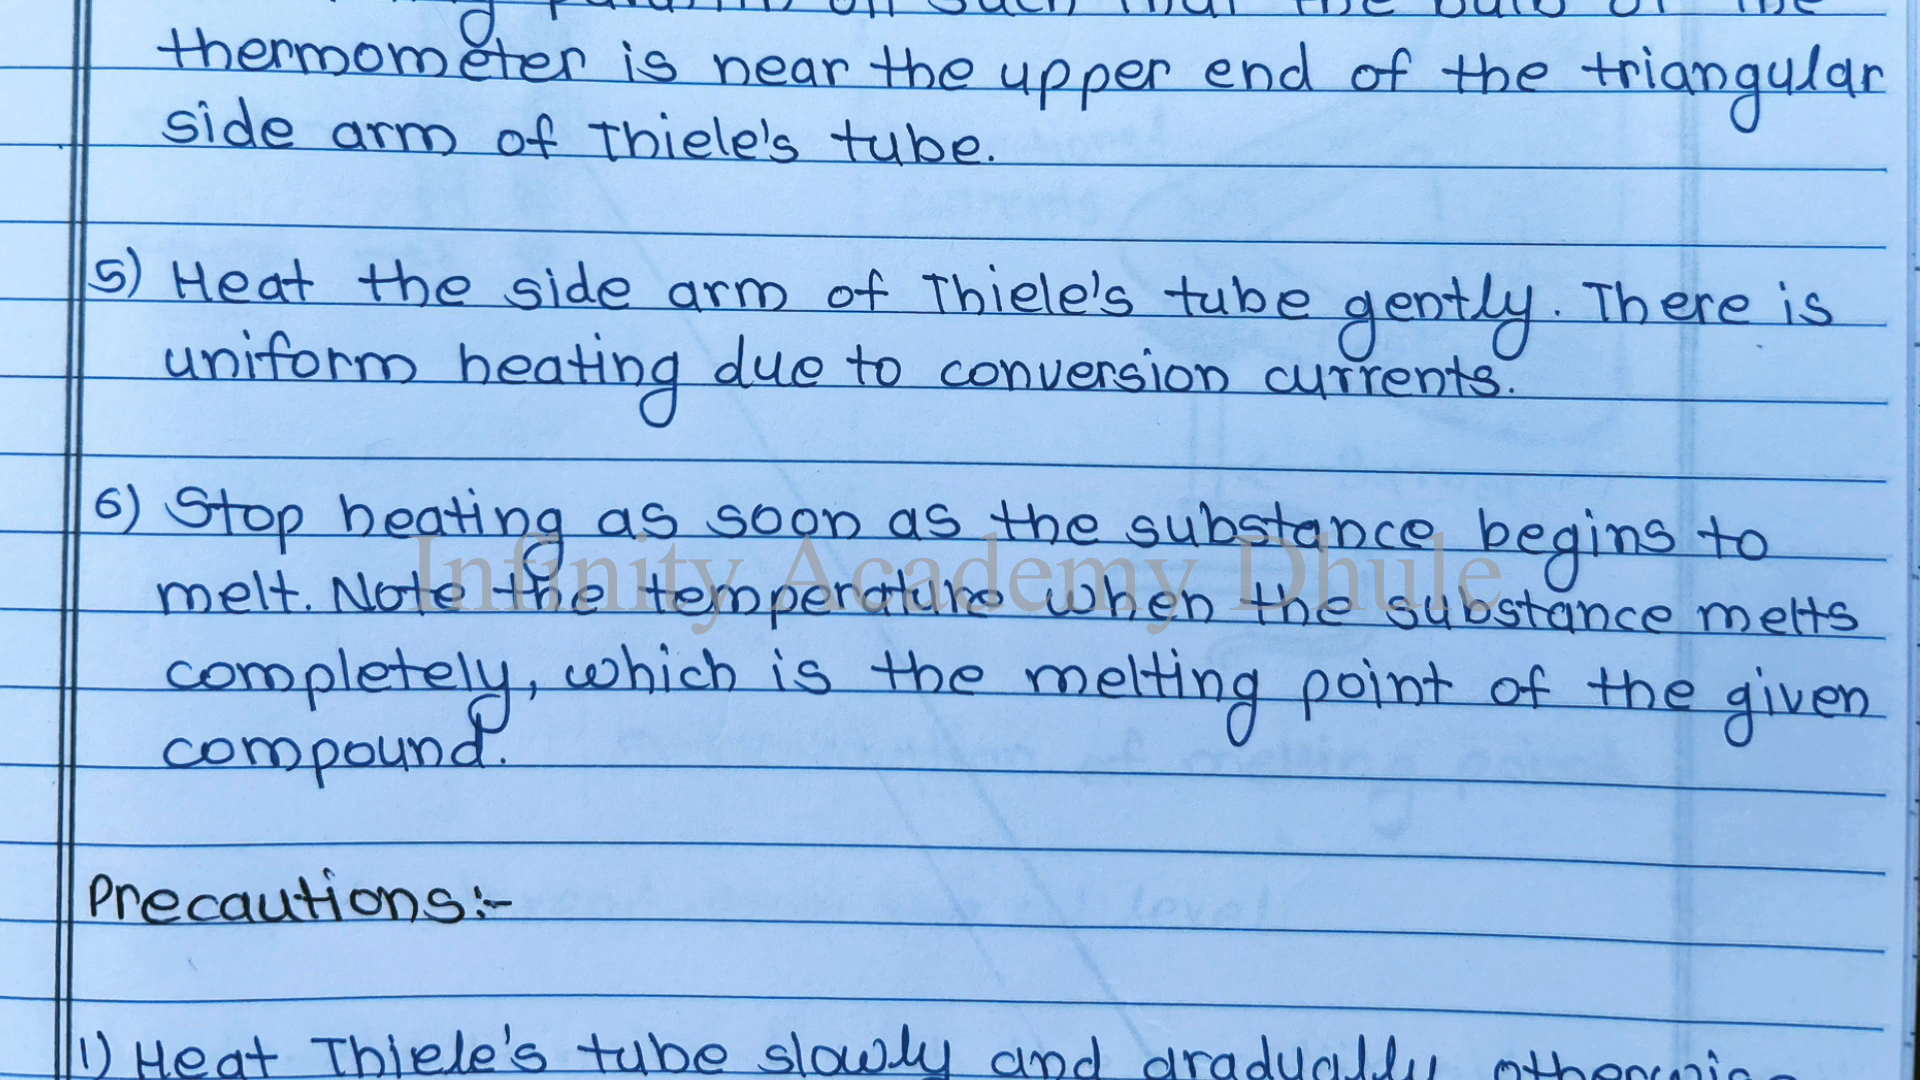 thermometer is near the upper end of the triangular
side arm of Thiele's tube.
5) Heat the side arm of Thiele's tube gently. There is
uniform heating due to conversion currents.
6) Stop heating as soon as the substance begins to
melt. Note the temperature when the substance melts
completely, which is the melting point of the given
compound.
Infinity Academy Dhule
Precautions:-
1) Heat Thiele's tube slowly and gradually